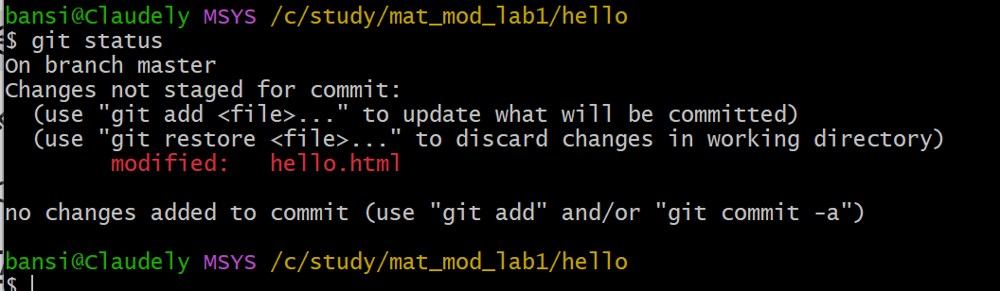 bansi@Claudely MSYS /c/study/mat_mod_lab1/hello
$ git status
On branch master
Changes not staged for commit:
  (use "git add <file>..." to update what will be committed)
  (use "git restore <file>..." to discard changes in working directory)
        modified:   hello.html

no changes added to commit (use "git add" and/or "git commit -a")

bansi@Claudely MSYS /c/study/mat_mod_lab1/hello
$